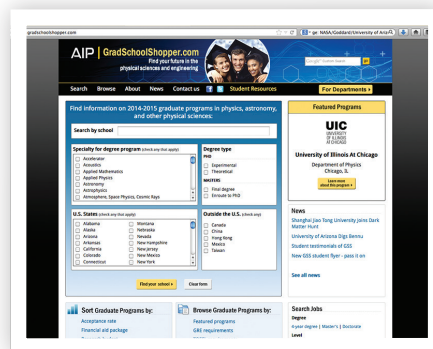 gradschoolshopper.com
AIP GradSchoolShopper.com
Find your future in the
physical sciences and engineering
Search Browse About News Contact us Student Resources
For Departments
Find information on 2014-2015 graduate programs in physics, astronomy,
and other physical sciences:
Search by school
Specialty for degree program (check any that apply)
Accelerator
Acoustics
Applied Mathematics
Applied Physics
Astronomy
Astrophysics
Atmosphere, Space Physics, Cosmic Rays
Degree type
PHD
Experimental
Theoretical
MASTERS
Final degree
Enroute to PHD
U.S. States (check any that apply)
Alabama Montana
Alaska Nebraska
Arizona Nevada
Arkansas New Hampshire
California New Jersey
Colorado New Mexico
Connecticut New York
Outside the U.S. (check any)
Canada
China
Hong Kong
Mexico
Taiwan
Find your school
Clear form
Sort Graduate Programs by:
Acceptance rate
Financial aid package
Browse Graduate Programs by:
Featured programs
GRE requirements
Featured Programs
UIC
UNIVERSITY
OF ILLINOIS
AT CHICAGO
University of Illinois At Chicago
Department of Physics
Chicago, IL
Learn more
about this program
News
Shanghai Jiao Tong University Joins Dark
Matter Hunt
University of Arizona Digs Bennu
Student testimonials of GSS
New GSS student flyer - pass it on
See all news
Search Jobs
Degree
4-year degree | Master's | Doctorate
Level